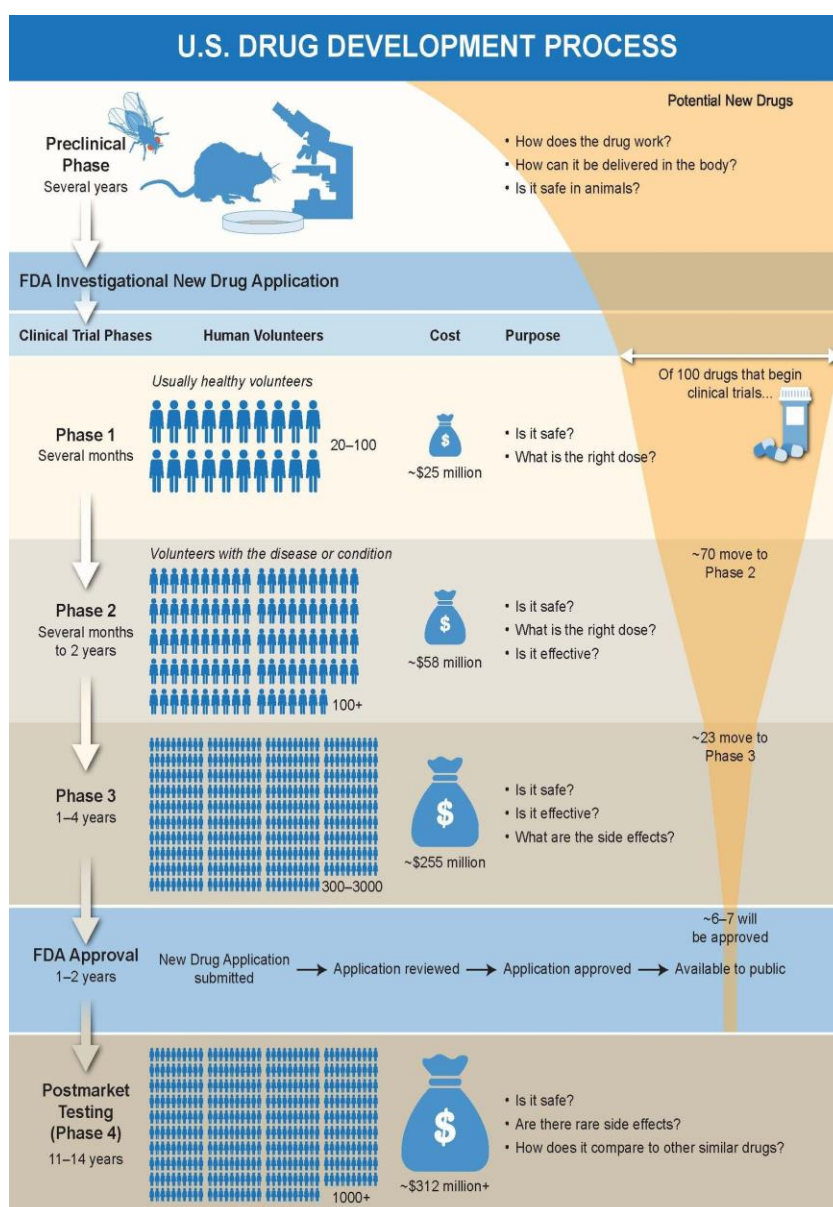 U.S. DRUG DEVELOPMENT PROCESS
Potential New Drugs
Preclinical
Phase
Several years
• How does the drug work?
• How can it be delivered in the body?
• Is it safe in animals?
FDA Investigational New Drug Application
Clinical Trial Phases
Human Volunteers
Cost
Purpose
Of 100 drugs that begin
clinical trials...
Usually healthy volunteers
Phase 1
Several months
20–100
$
~$25 million
• Is it safe?
• What is the right dose?
Volunteers with the disease or condition
~70 move to
Phase 2
Phase 2
Several months
to 2 years
100+
$
~$58 million
• Is it safe?
• What is the right dose?
• Is it effective?
~23 move to
Phase 3
Phase 3
1–4 years
300–3000
$
~$255 million
• Is it safe?
• Is it effective?
• What are the side effects?
~6–7 will
be approved
FDA Approval
1–2 years
New Drug Application
submitted
Application reviewed
Application approved
Available to public
Postmarket
Testing
(Phase 4)
11–14 years
1000+
$
~$312 million+
• Is it safe?
• Are there rare side effects?
• How does it compare to other similar drugs?